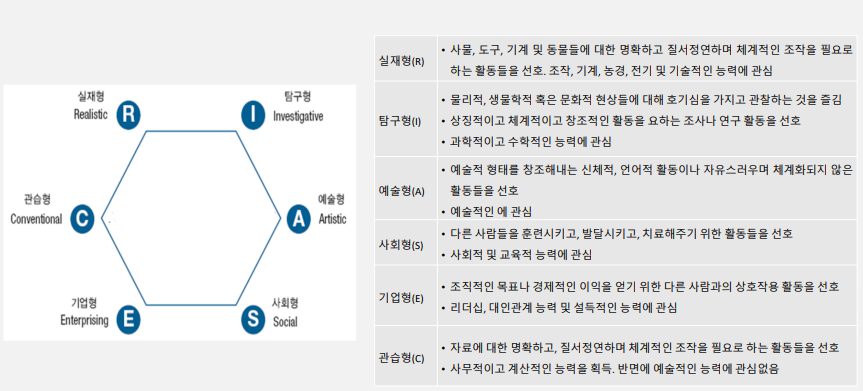 실재형
Realistic
R
I
탐구형
Investigative
관습형
Conventional
C
A
예술형
Artistic
기업형
Enterprising
E
S
사회형
Social
실재형(R)
• 사물, 도구, 기계 및 동물들에 대한 명확하고 질서정연하며 체계적인 조작을 필요로
하는 활동들을 선호. 조작, 기계, 농경, 전기 및 기술적인 능력에 관심
탐구형(I)
• 물리적, 생물학적 혹은 문화적 현상들에 대해 호기심을 가지고 관찰하는 것을 즐김
• 상징적이고 체계적이고 창조적인 활동을 요하는 조사나 연구 활동을 선호
• 과학적이고 수학적인 능력에 관심
예술형(A)
• 예술적 형태를 창조해내는 신체적, 언어적 활동이나 자유스러우며 체계화되지 않은
활동들을 선호
• 예술적인 에 관심
사회형(S)
• 다른 사람들을 훈련시키고, 발달시키고, 치료해주기 위한 활동들을 선호
• 사회적 및 교육적 능력에 관심
기업형(E)
• 조직적인 목표나 경제적인 이익을 얻기 위한 다른 사람과의 상호작용 활동을 선호
• 리더십, 대인관계 능력 및 설득적인 능력에 관심
관습형(C)
• 자료에 대한 명확하고, 질서정연하며 체계적인 조작을 필요로 하는 활동들을 선호
• 사무적이고 계산적인 능력을 획득. 반면에 예술적인 능력에 관심없음